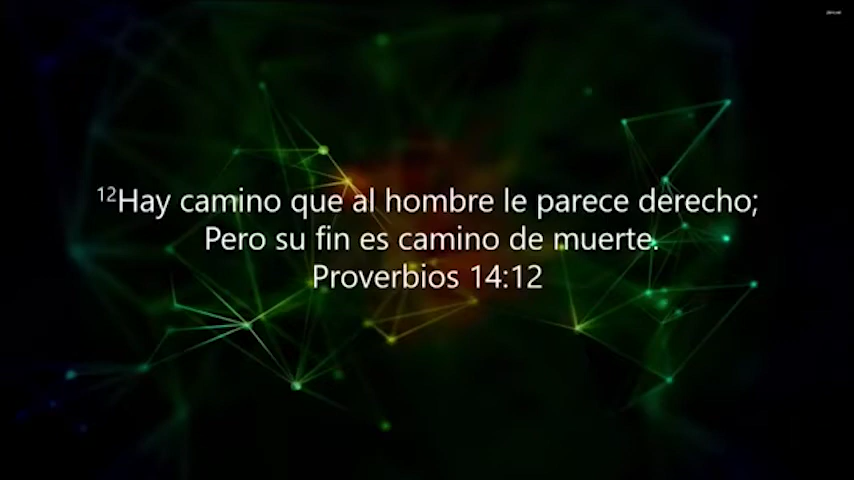 ¹²Hay camino que al hombre le parece derecho;
Pero su fin es camino de muerte.
Proverbios 14:12